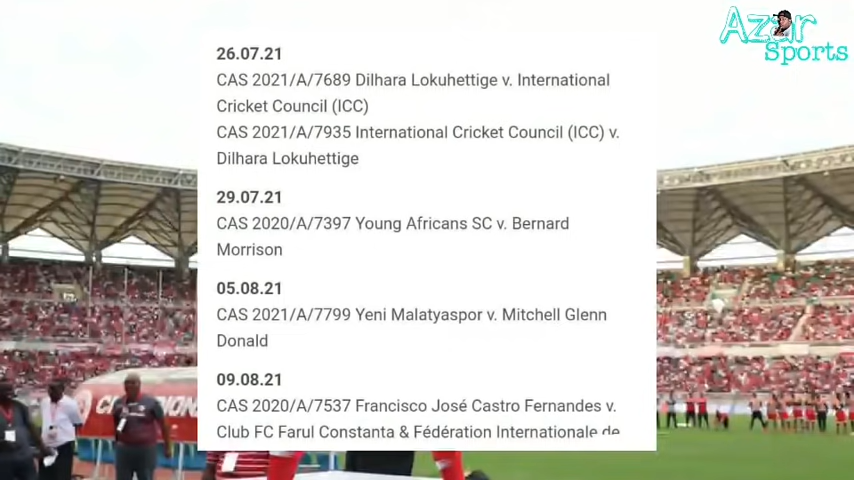 Azar
Sports
26.07.21
CAS 2021/A/7689 Dilhara Lokuhettige v. International
Cricket Council (ICC)
CAS 2021/A/7935 International Cricket Council (ICC) v.
Dilhara Lokuhettige
29.07.21
CAS 2020/A/7397 Young Africans SC v. Bernard
Morrison
05.08.21
CAS 2021/A/7799 Yeni Malatyaspor v. Mitchell Glenn
Donald
09.08.21
CAS 2020/A/7537 Francisco José Castro Fernandes v.
Club FC Farul Constanta & Fédération Internationale de